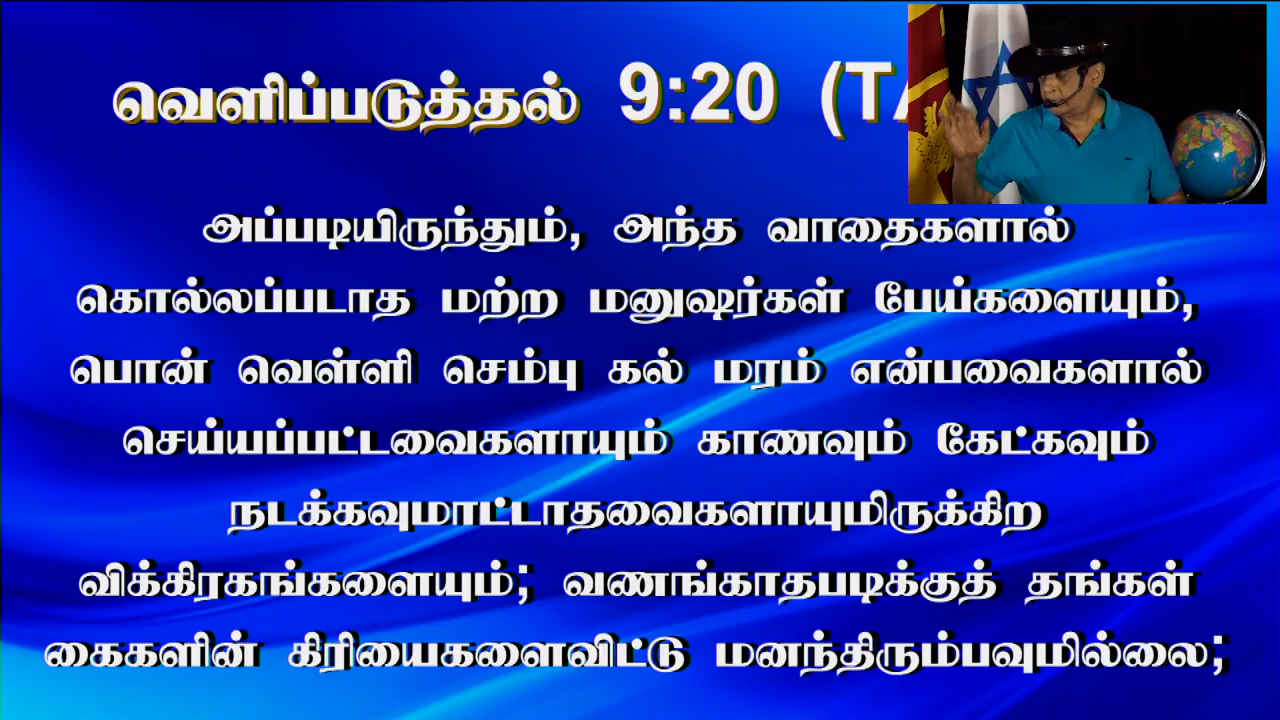 வெளிப்படுத்தல் 9:20 (TA
அப்படியிருந்தும், அந்த வாதைகளால்
கொல்லப்படாத மற்ற மனுஷர்கள் பேய்களையும்,
பொன் வெள்ளி செம்பு கல் மரம் என்பவைகளால்
செய்யப்பட்டவைகளாயும் காணவும் கேட்கவும்
நடக்கவுமாட்டாதவைகளாயுமிருக்கிற
விக்கிரகங்களையும்; வணங்காதபடிக்குத் தங்கள்
கைகளின் கிரியைகளைவிட்டு மனந்திரும்பவுமில்லை;